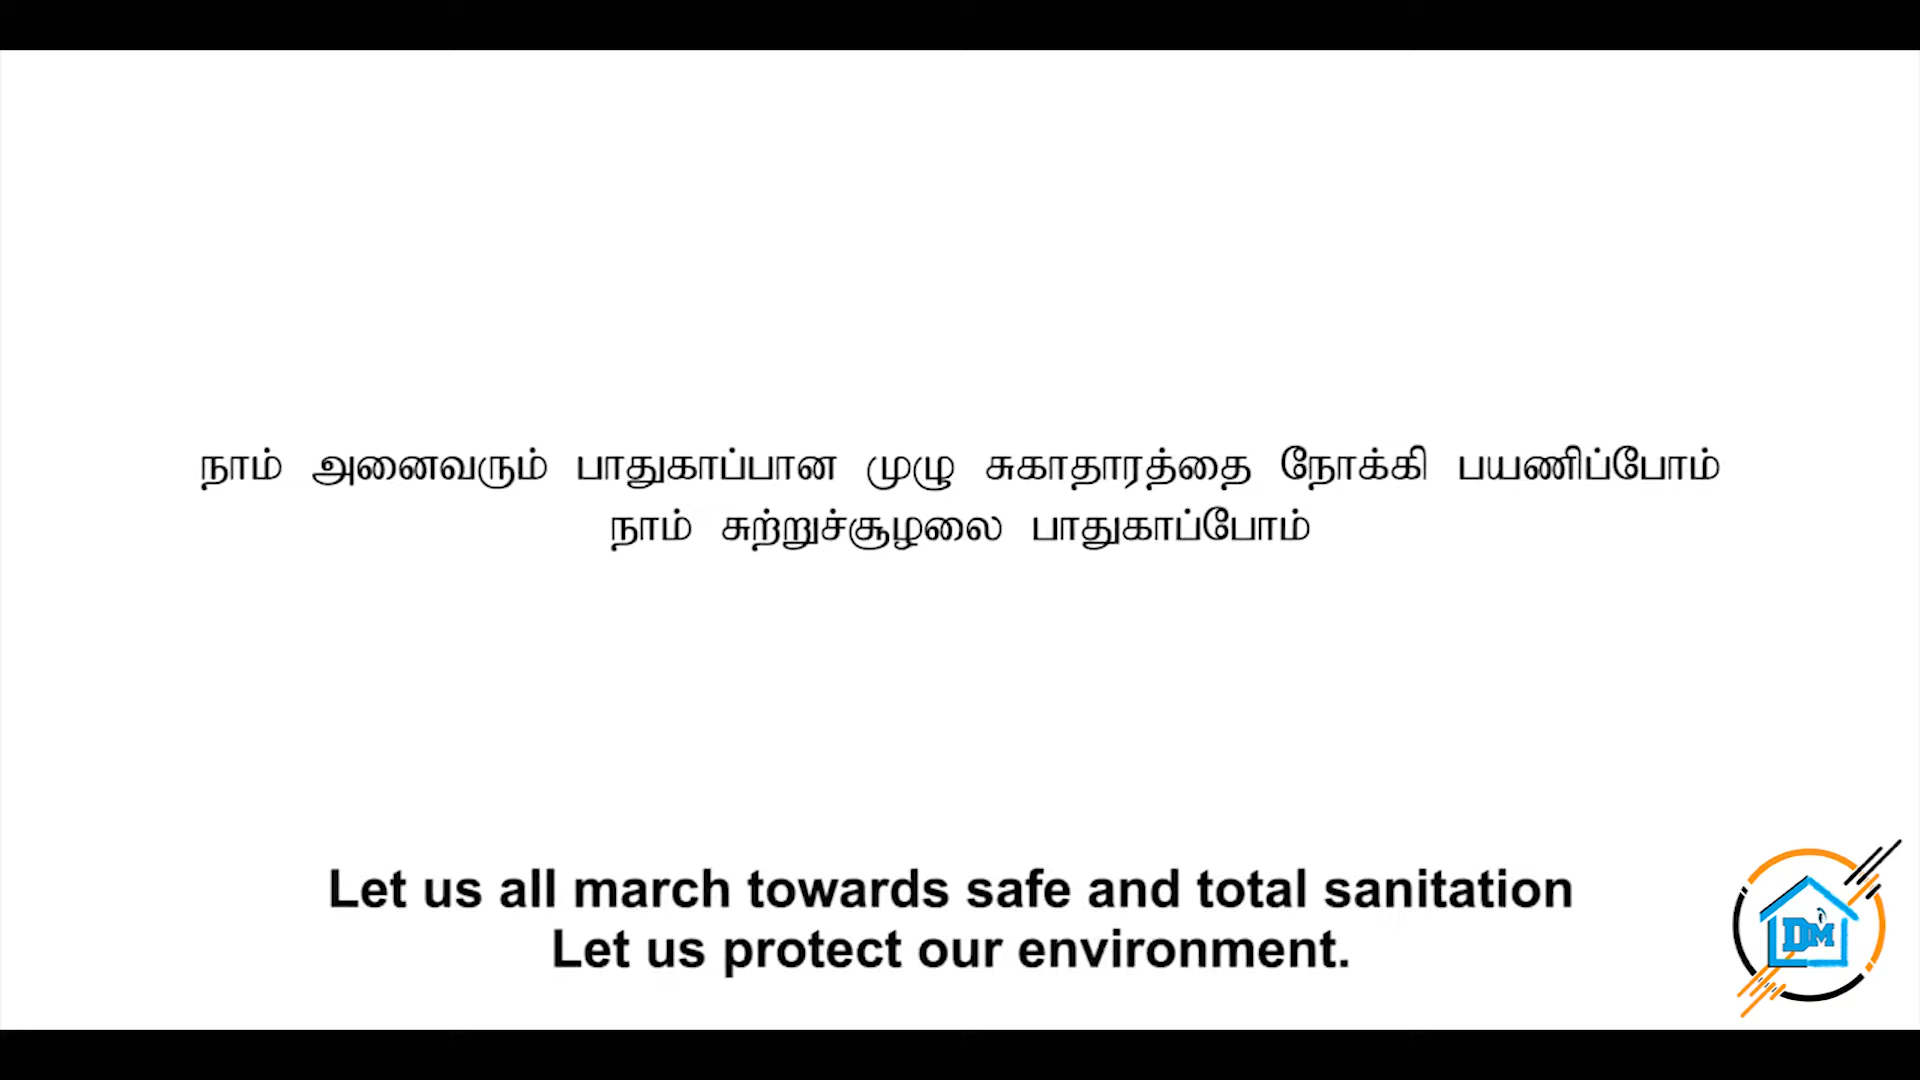 நாம் அனைவரும் பாதுகாப்பான முழு சுகாதாரத்தை நோக்கி பயணிப்போம்
நாம் சுற்றுச்சூழலை பாதுகாப்போம்
Let us all march towards safe and total sanitation
Let us protect our environment.
DM